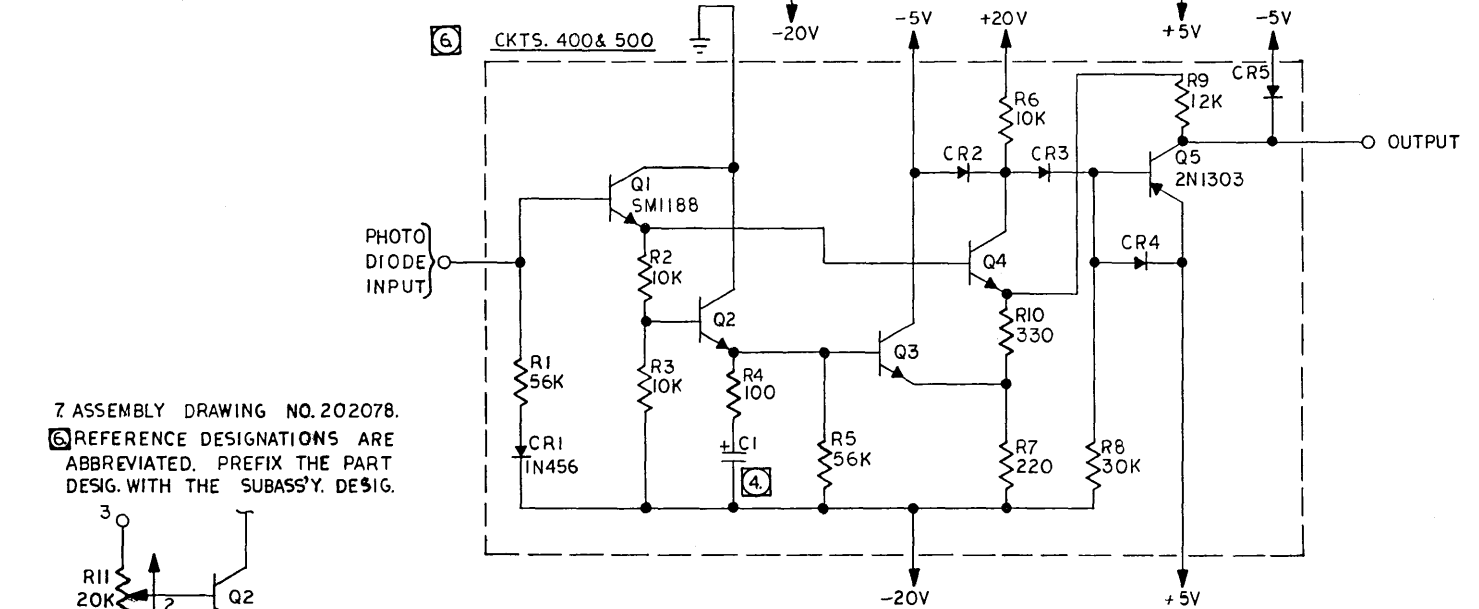 -20V
-5V
+20V
+5V
-5V
6.
CKTS. 400 & 500
CR5
R9
12K
R6
10K
OUTPUT
CR2
CR3
Q5
2N1303
Q1
SM1188
PHOTO
DIODE
INPUT
R2
10K
Q4
CR4
Q2
R10
330
Q3
R1
56K
R3
10K
R4
100
7. ASSEMBLY DRAWING NO. 202078.
6. REFERENCE DESIGNATIONS ARE
ABBREVIATED. PREFIX THE PART
DESIG. WITH THE SUBASS'Y. DESIG.
CR1
1N456
+
C1
4.
R5
56K
R7
220
R8
30K
3
R11
20K
2
Q2
-20V
+5V